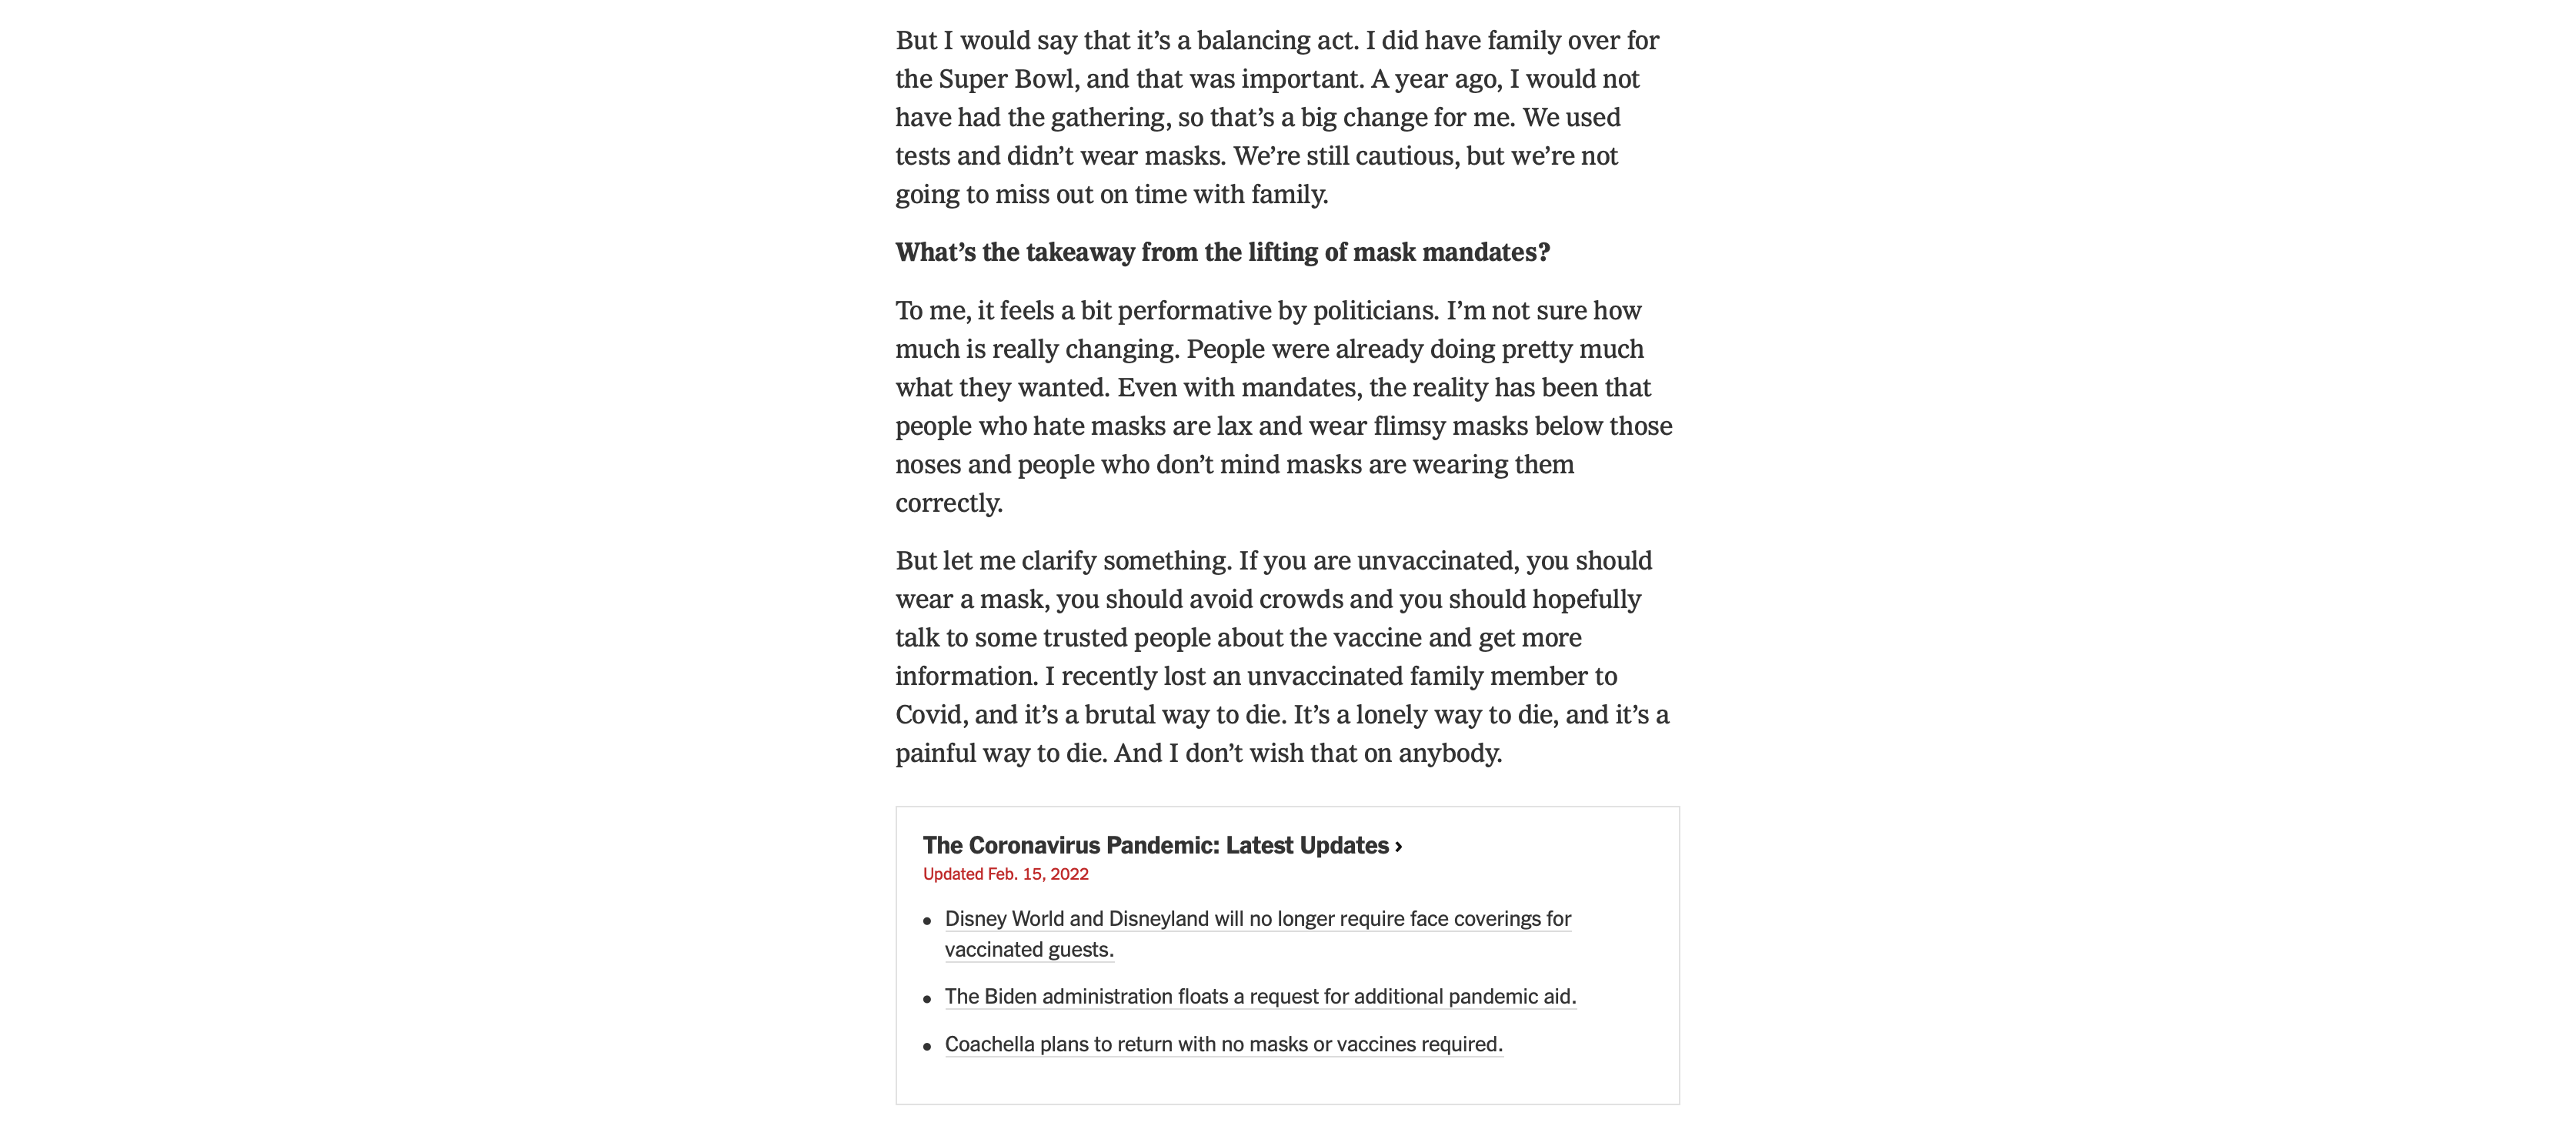 But I would say that it’s a balancing act. I did have family over for
the Super Bowl, and that was important. A year ago, I would not
have had the gathering, so that’s a big change for me. We used
tests and didn’t wear masks. We’re still cautious, but we’re not
going to miss out on time with family.
What’s the takeaway from the lifting of mask mandates?
To me, it feels a bit performative by politicians. I’m not sure how
much is really changing. People were already doing pretty much
what they wanted. Even with mandates, the reality has been that
people who hate masks are lax and wear flimsy masks below those
noses and people who don’t mind masks are wearing them
correctly.
But let me clarify something. If you are unvaccinated, you should
wear a mask, you should avoid crowds and you should hopefully
talk to some trusted people about the vaccine and get more
information. I recently lost an unvaccinated family member to
Covid, and it’s a brutal way to die. It’s a lonely way to die, and it’s a
painful way to die. And I don’t wish that on anybody.
The Coronavirus Pandemic: Latest Updates ›
Updated Feb. 15, 2022
• Disney World and Disneyland will no longer require face coverings for
vaccinated guests.
• The Biden administration floats a request for additional pandemic aid.
• Coachella plans to return with no masks or vaccines required.